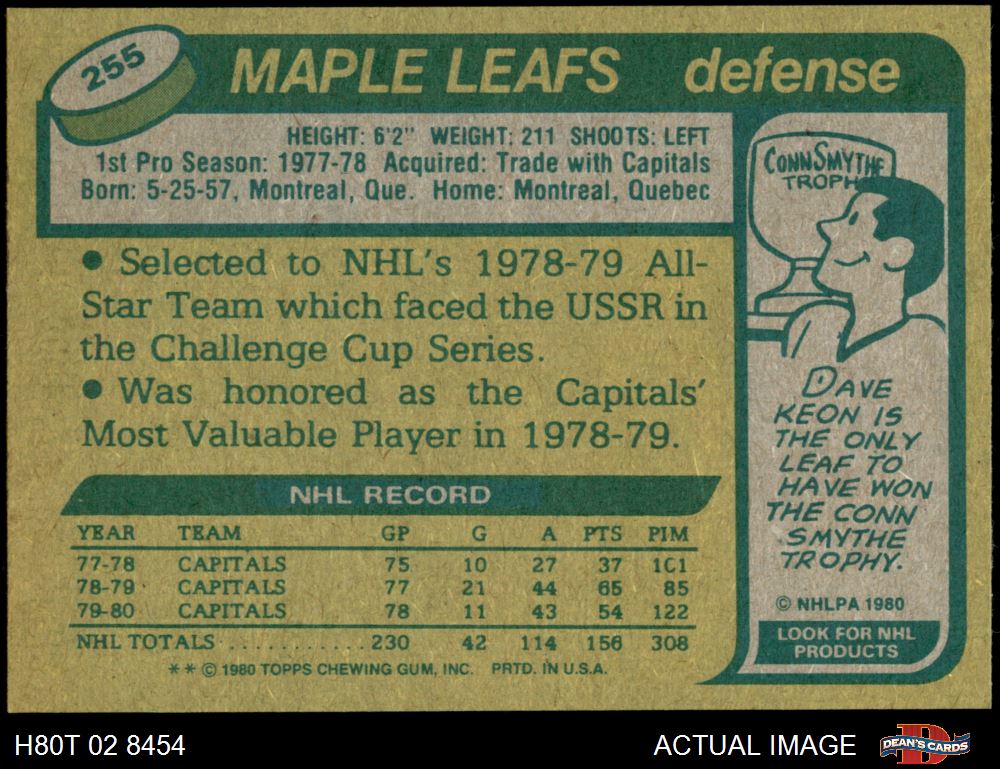 255
MAPLE LEAFS defense
HEIGHT: 6'2" WEIGHT: 211 SHOOTS: LEFT
1st Pro Season: 1977-78 Acquired: Trade with Capitals
Born: 5-25-57, Montreal, Que. Home: Montreal, Quebec
● Selected to NHL's 1978-79 All-
Star Team which faced the USSR in
the Challenge Cup Series.
● Was honored as the Capitals'
Most Valuable Player in 1978-79.
NHL RECORD
YEAR TEAM GP G A PTS PIM
77-78 CAPITALS 75 10 27 37 101
78-79 CAPITALS 77 21 44 65 85
79-80 CAPITALS 78 11 43 54 122
NHL TOTALS . . . . . . . . . . . 230 42 114 156 308
** © 1980 TOPPS CHEWING GUM, INC. PRTD. IN U.S.A.
CONN SMYTHE
TROPH
DAVE
KEON IS
THE ONLY
LEAF TO
HAVE WON
THE CONN
SMYTHE
TROPHY.
© NHLPA 1980
LOOK FOR NHL
PRODUCTS
H80T 02 8454
ACTUAL IMAGE
D
DEAN'S CARDS